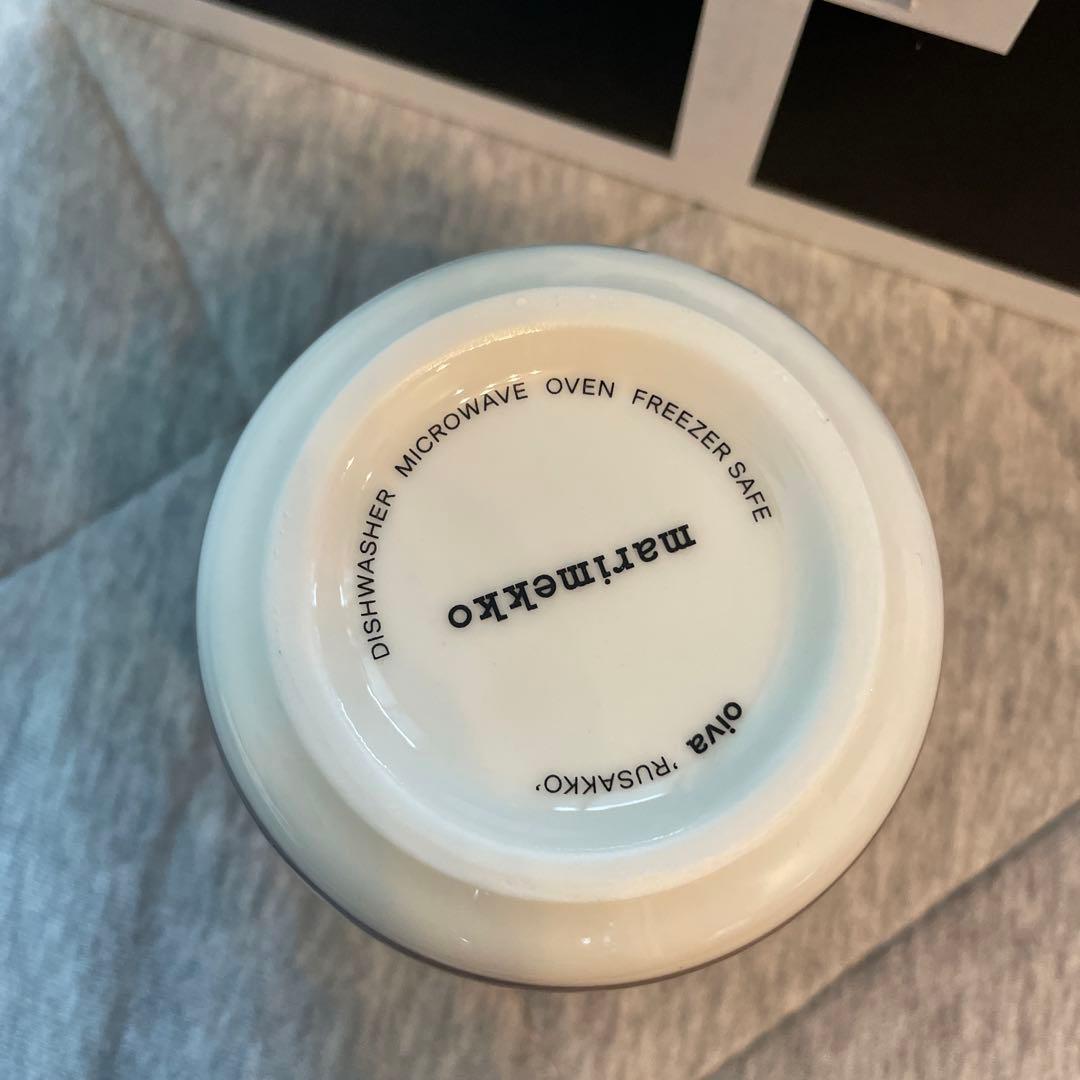 DISHWASHER MICROWAVE OVEN FREEZER SAFE
marimekko
oiva 'RUSAKKO'